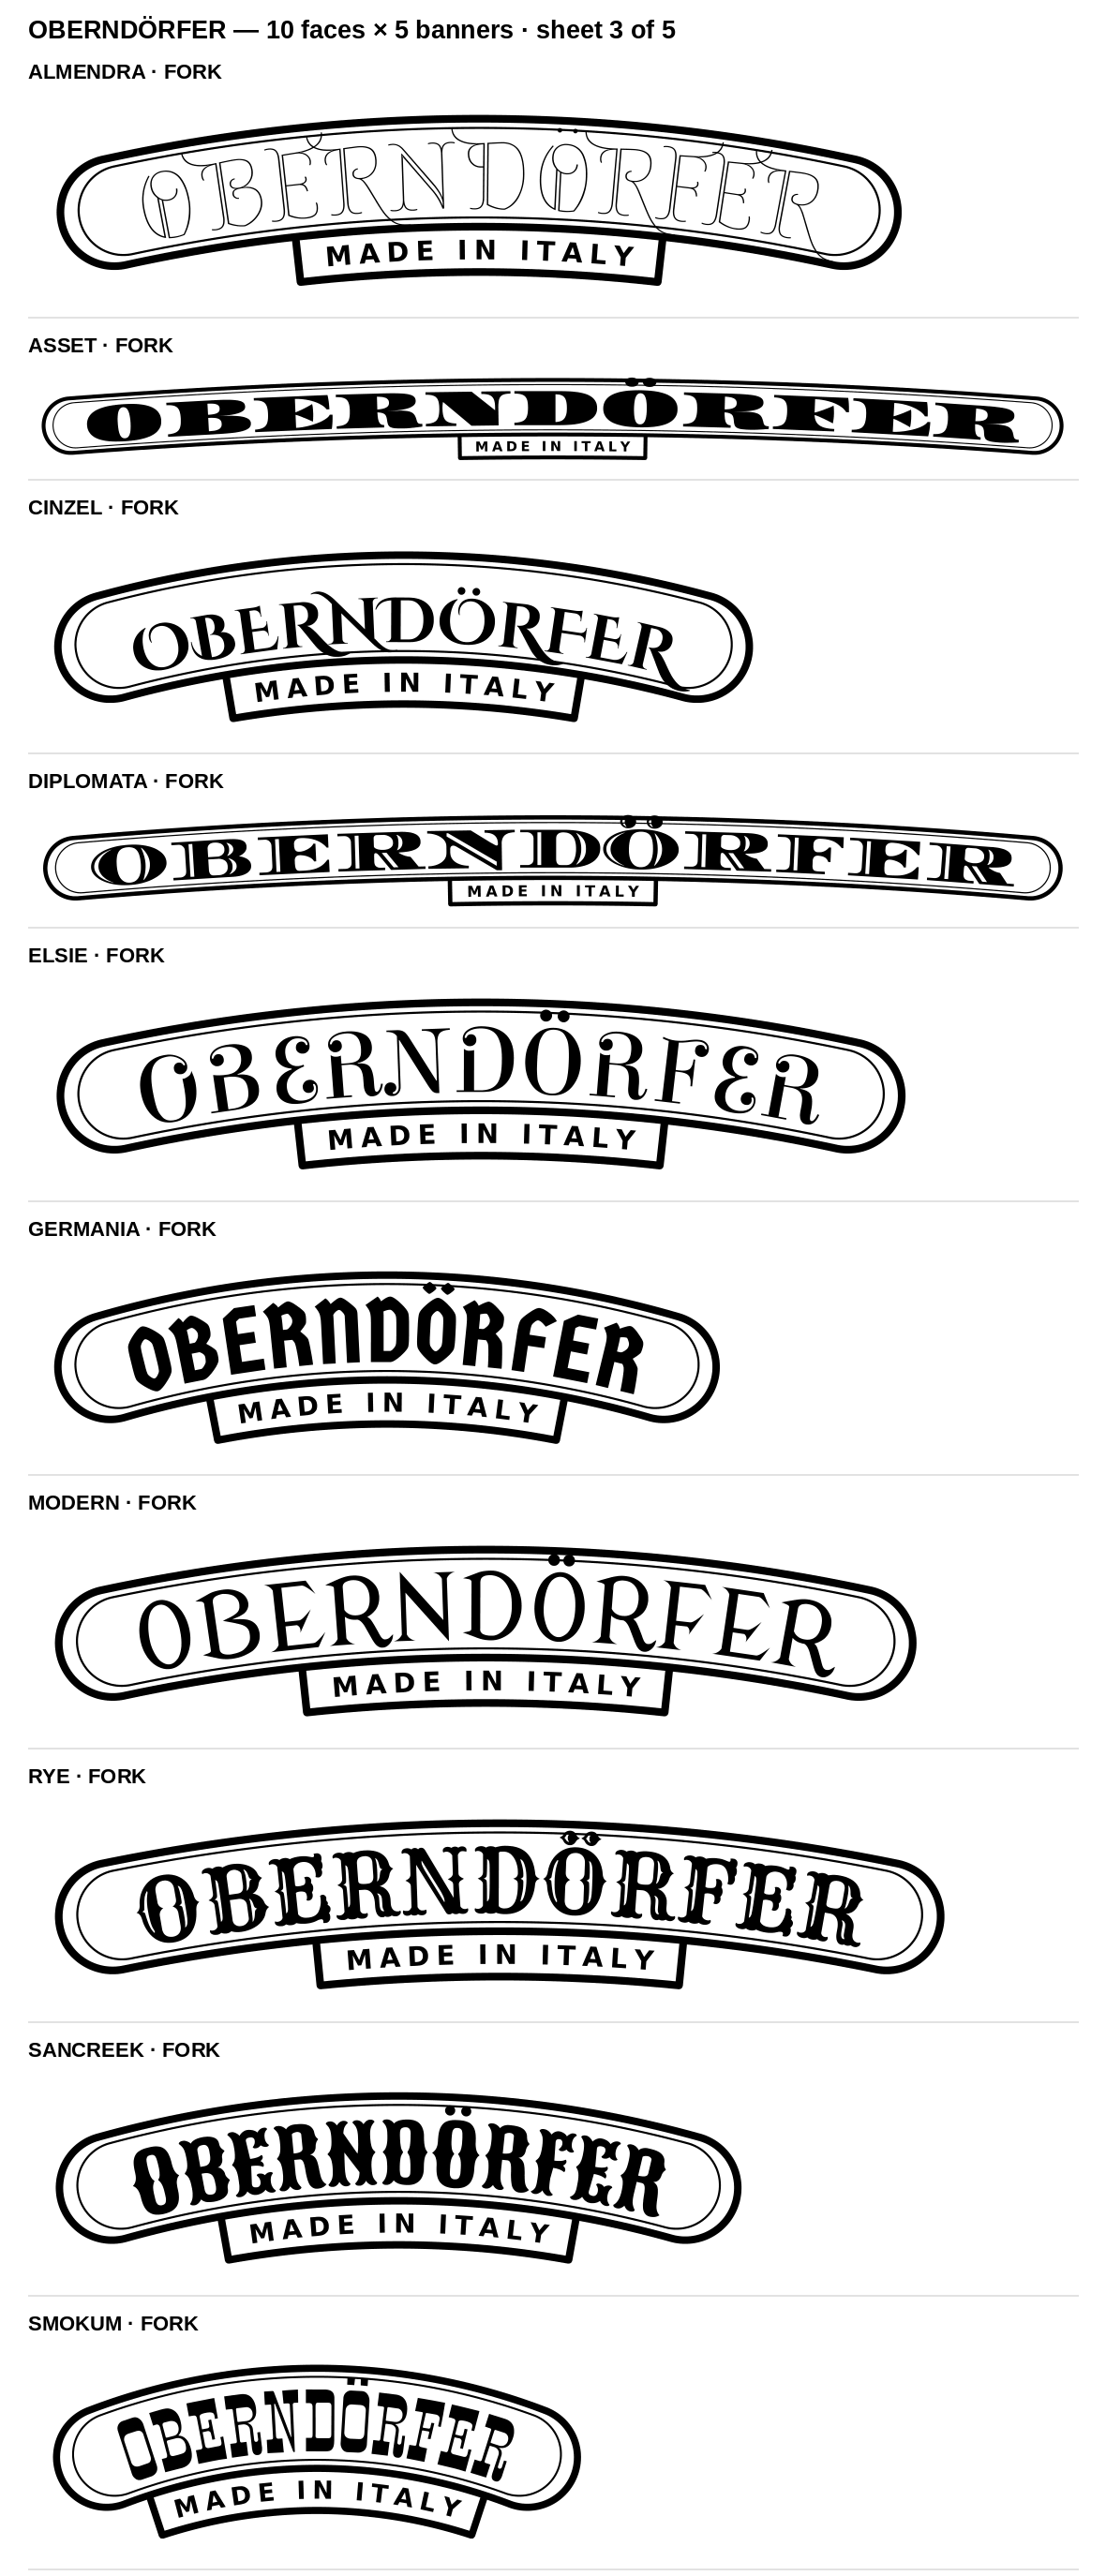 OBERNDÖRFER — 10 faces × 5 banners · sheet 3 of 5
ALMENDRA · FORK
OBERNDÖRFER
MADE IN ITALY
ASSET · FORK
OBERNDÖRFER
MADE IN ITALY
CINZEL · FORK
OBERNDÖRFER
MADE IN ITALY
DIPLOMATA · FORK
OBERNDÖRFER
MADE IN ITALY
ELSIE · FORK
OBERNDÖRFER
MADE IN ITALY
GERMANIA · FORK
OBERNDÖRFER
MADE IN ITALY
MODERN · FORK
OBERNDÖRFER
MADE IN ITALY
RYE · FORK
OBERNDÖRFER
MADE IN ITALY
SANCREEK · FORK
OBERNDÖRFER
MADE IN ITALY
SMOKUM · FORK
OBERNDÖRFER
MADE IN ITALY